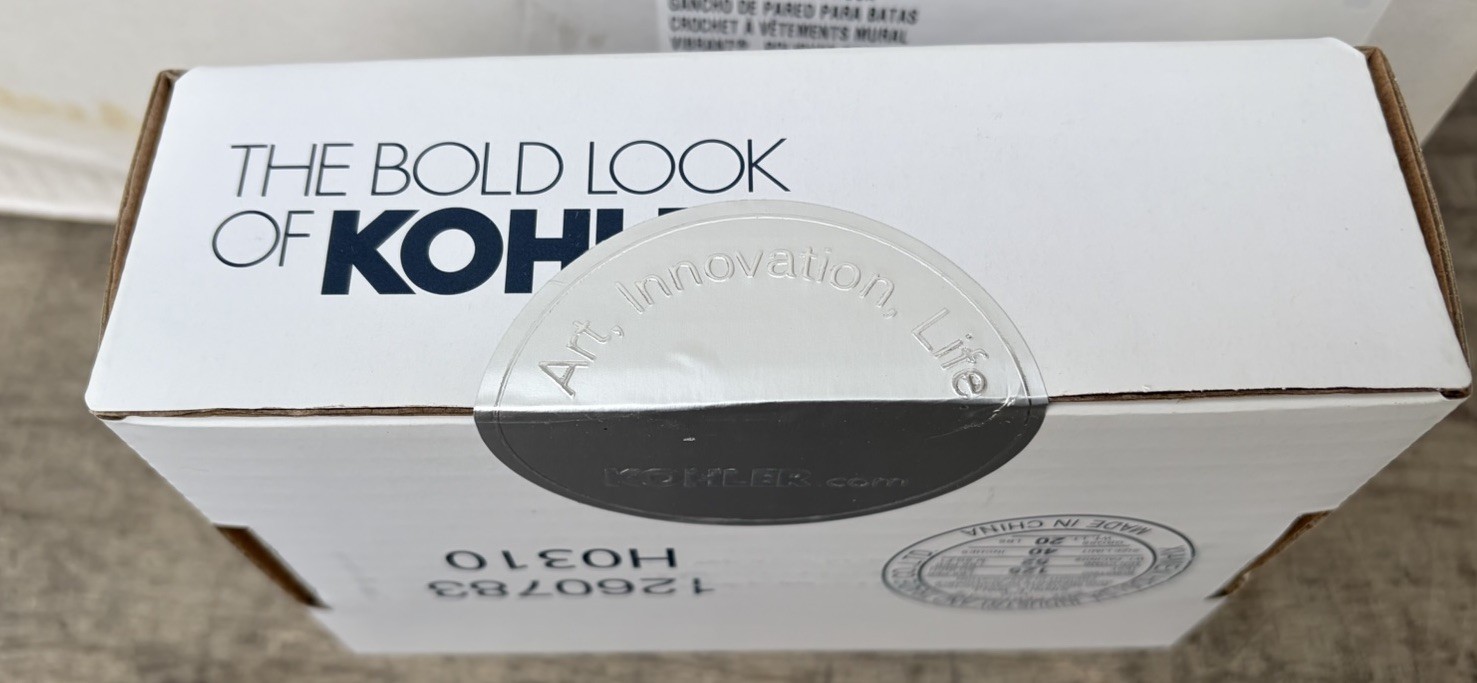 GANCHO DE PARED PARA BATAS
CROCHET À VÊTEMENTS MURAL
THE BOLD LOOK
OF KOH
Art, Innovation, Life.
KOHLER.com
1260783
H0310
MADE IN CHINA